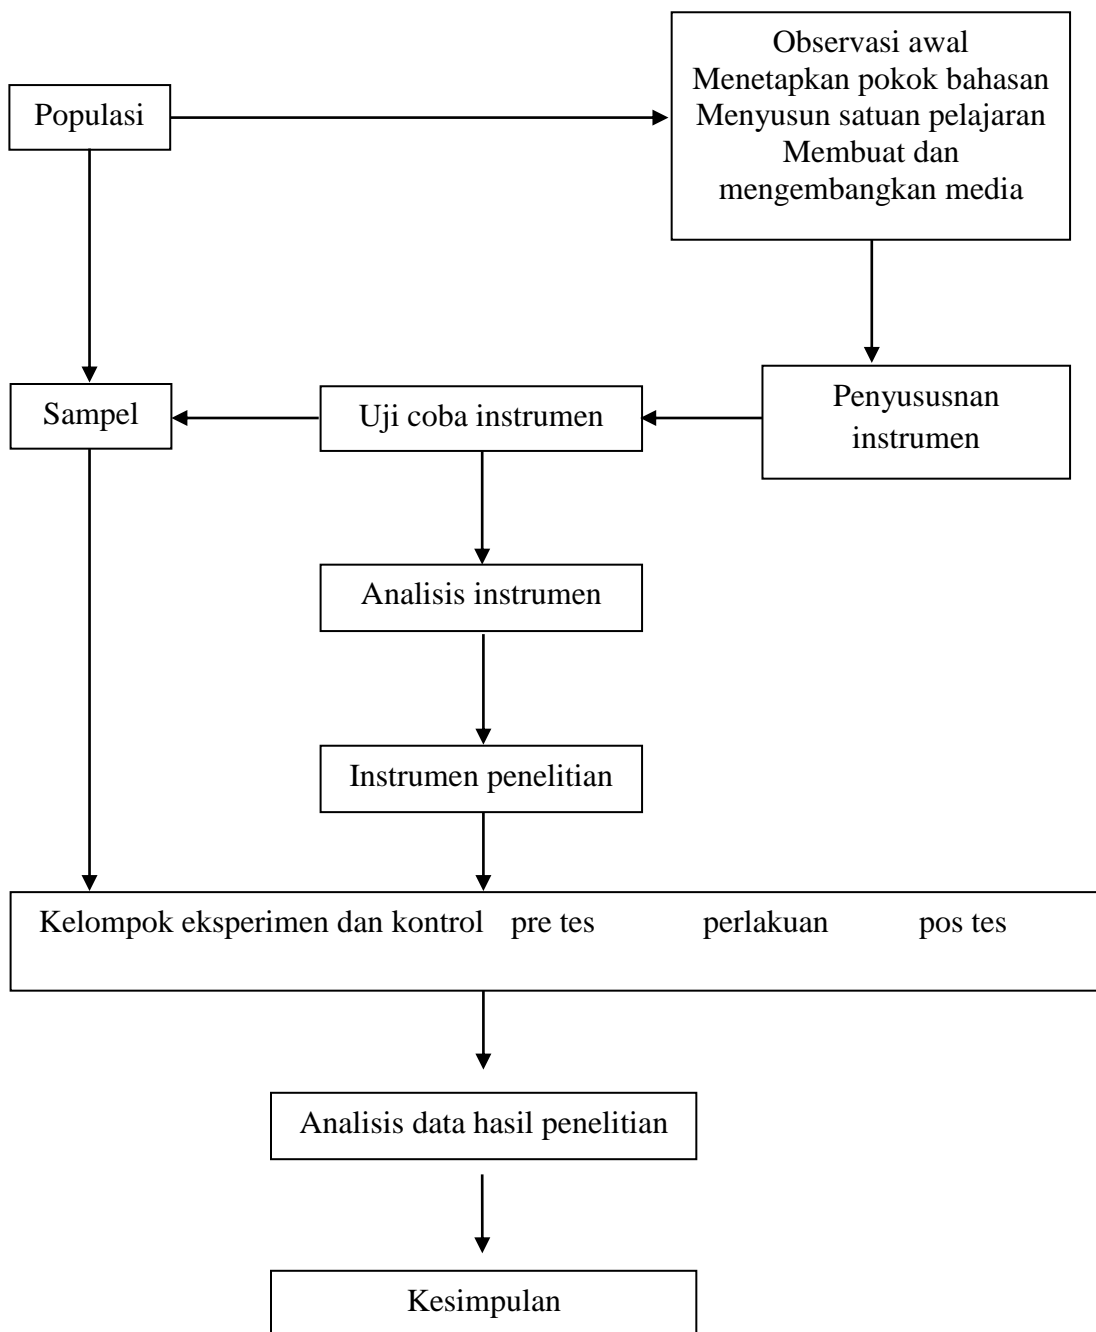 Observasi awal
Menetapkan pokok bahasan
Menyusun satuan pelajaran
Membuat dan
mengembangkan media
Populasi
Sampel
Uji coba instrumen
Penyususnan
instrumen
Analisis instrumen
Instrumen penelitian
Kelompok eksperimen dan kontrol pre tes perlakuan pos tes
Analisis data hasil penelitian
Kesimpulan